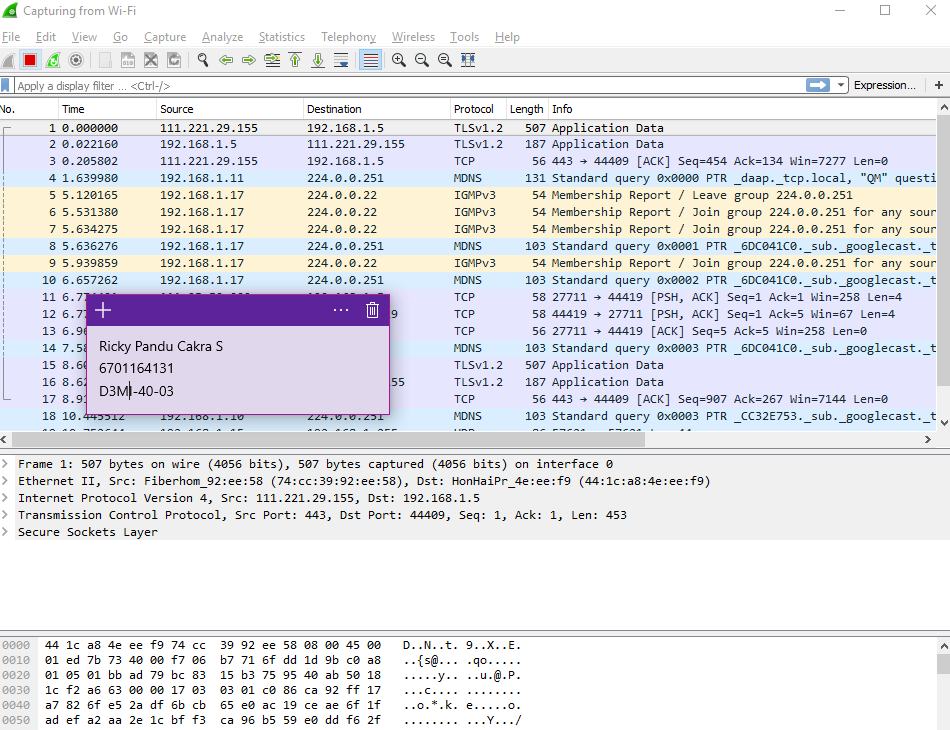 Capturing from Wi-Fi
File Edit View Go Capture Analyze Statistics Telephony Wireless Tools Help
Apply a display filter ... <Ctrl-/>
Expression...
No. Time Source Destination Protocol Length Info
1 0.000000 111.221.29.155 192.168.1.5 TLSv1.2 507 Application Data
2 0.022160 192.168.1.5 111.221.29.155 TLSv1.2 187 Application Data
3 0.205802 111.221.29.155 192.168.1.5 TCP 56 443 → 44409 [ACK] Seq=454 Ack=134 Win=7277 Len=0
4 1.639980 192.168.1.11 224.0.0.251 MDNS 131 Standard query 0x0000 PTR _daap._tcp.local, "QM" questi
5 5.120165 192.168.1.17 224.0.0.22 IGMPv3 54 Membership Report / Leave group 224.0.0.251
6 5.531380 192.168.1.17 224.0.0.22 IGMPv3 54 Membership Report / Join group 224.0.0.251 for any sour
7 5.634275 192.168.1.17 224.0.0.22 IGMPv3 54 Membership Report / Join group 224.0.0.251 for any sour
8 5.636276 192.168.1.17 224.0.0.251 MDNS 103 Standard query 0x0001 PTR _6DC041C0._sub._googlecast._t
9 5.939859 192.168.1.17 224.0.0.22 IGMPv3 54 Membership Report / Join group 224.0.0.251 for any sour
10 6.657262 192.168.1.17 224.0.0.251 MDNS 103 Standard query 0x0002 PTR _6DC041C0._sub._googlecast._t
11 TCP 58 27711 → 44419 [PSH, ACK] Seq=1 Ack=1 Win=258 Len=4
12 TCP 58 44419 → 27711 [PSH, ACK] Seq=1 Ack=5 Win=67 Len=4
13 TCP 56 27711 → 44419 [ACK] Seq=5 Ack=5 Win=258 Len=0
14 MDNS 103 Standard query 0x0003 PTR _6DC041C0._sub._googlecast._t
15 TLSv1.2 507 Application Data
16 TLSv1.2 187 Application Data
17 TCP 56 443 → 44409 [ACK] Seq=907 Ack=267 Win=7144 Len=0
18 10.445512 192.168.1.10 224.0.0.251 MDNS 103 Standard query 0x0003 PTR _CC32E753._sub._googlecast._t
Ricky Pandu Cakra S
6701164131
D3MI-40-03
Frame 1: 507 bytes on wire (4056 bits), 507 bytes captured (4056 bits) on interface 0
Ethernet II, Src: Fiberhom_92:ee:58 (74:cc:39:92:ee:58), Dst: HonHaiPr_4e:ee:f9 (44:1c:a8:4e:ee:f9)
Internet Protocol Version 4, Src: 111.221.29.155, Dst: 192.168.1.5
Transmission Control Protocol, Src Port: 443, Dst Port: 44409, Seq: 1, Ack: 1, Len: 453
Secure Sockets Layer
0000 44 1c a8 4e ee f9 74 cc 39 92 ee 58 08 00 45 00 D..N..t. 9..X..E.
0010 01 ed 7b 73 40 00 f7 06 b7 71 6f dd 1d 9b c0 a8 ..{s@... .qo.....
0020 01 05 01 bb ad 79 bc 83 15 b3 75 95 40 ab 50 18 .....y.. ..u.@.P.
0030 1c f2 a6 63 00 00 17 03 03 01 c0 86 ca 92 ff 17 ...c.... ........
0040 a7 82 6f e5 2a df 6b cb 65 e0 ac 19 ce ae 6f 1f ..o.*.k. e.....o.
0050 ad ef a2 aa 2e 1c bf f3 ca 96 b5 59 e0 dd f6 2f ........ ...Y.../